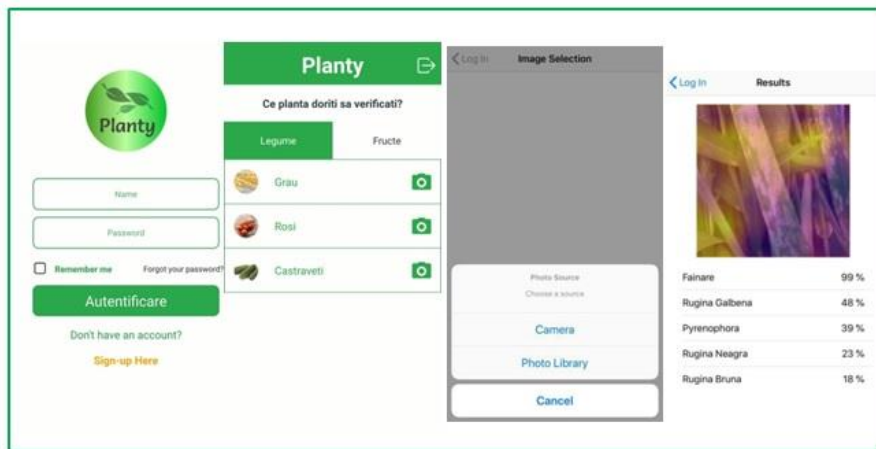 Planty
Name
Password
Remember me
Forgot your password?
Autentificare
Don't have an account?
Sign-up Here
Planty
Ce planta doriti sa verificati?
Legume
Fructe
Grau
Rosi
Castraveti
Log In
Image Selection
Photo Source
Choose a source
Camera
Photo Library
Cancel
Log In
Results
Fainare 99 %
Rugina Galbena 48 %
Pyrenophora 39 %
Rugina Neagra 23 %
Rugina Bruna 18 %